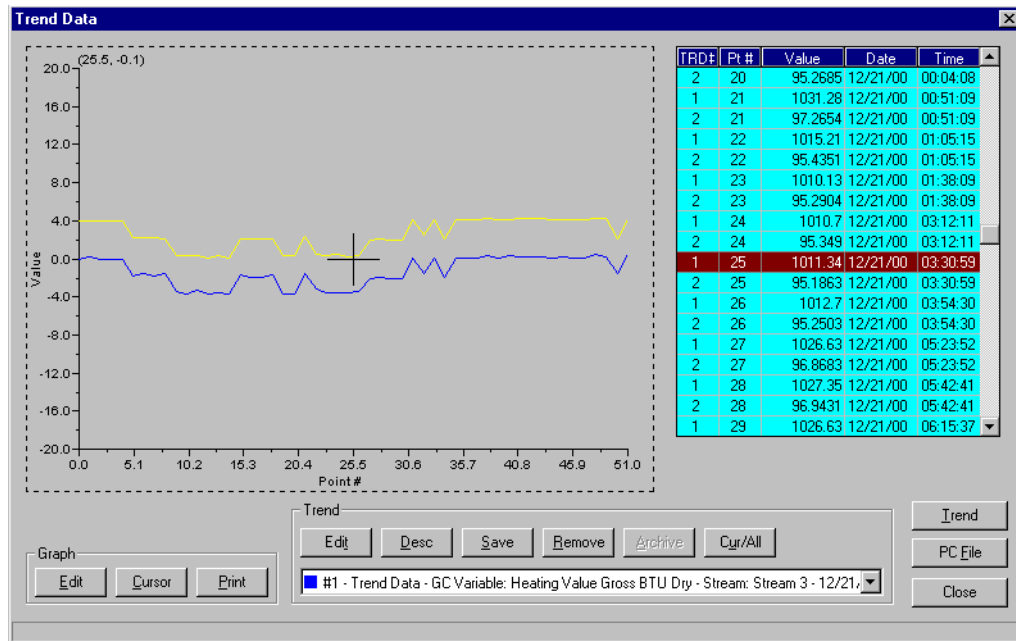 Trend Data
(25.5, -0.1)
20.0
16.0
12.0
8.0
4.0
0.0
-4.0
-8.0
-12.0
-16.0
-20.0
Value
0.0 5.1 10.2 15.3 20.4 25.5 30.6 35.7 40.8 45.9 51.0
Point #
TRD# Pt # Value Date Time
2 20 95.2685 12/21/00 00:04:08
1 21 1031.28 12/21/00 00:51:09
2 21 97.2654 12/21/00 00:51:09
1 22 1015.21 12/21/00 01:05:15
2 22 95.4351 12/21/00 01:05:15
1 23 1010.13 12/21/00 01:38:09
2 23 95.2904 12/21/00 01:38:09
1 24 1010.7 12/21/00 03:12:11
2 24 95.349 12/21/00 03:12:11
1 25 1011.34 12/21/00 03:30:59
2 25 95.1863 12/21/00 03:30:59
1 26 1012.7 12/21/00 03:54:30
2 26 95.2503 12/21/00 03:54:30
1 27 1026.63 12/21/00 05:23:52
2 27 96.8683 12/21/00 05:23:52
1 28 1027.35 12/21/00 05:42:41
2 28 96.9431 12/21/00 05:42:41
1 29 1026.63 12/21/00 06:15:37
Graph
Edit Cursor Print
Trend
Edit Desc Save Remove Archive Cur/All
#1 - Trend Data - GC Variable: Heating Value Gross BTU Dry - Stream: Stream 3 - 12/21/
Trend
PC File
Close